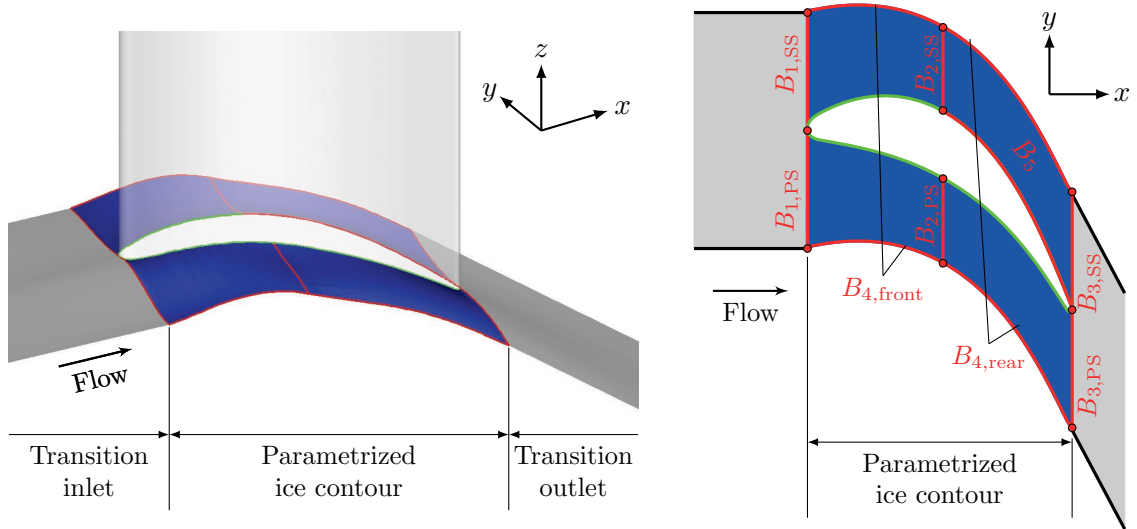 z
y
x
Flow
Transition
inlet
Parametrized
ice contour
Transition
outlet
y
x
B1,SS
B2,SS
B5
B1,PS
B2,PS
B3,SS
B3,PS
B4,front
B4,rear
Flow
Parametrized
ice contour